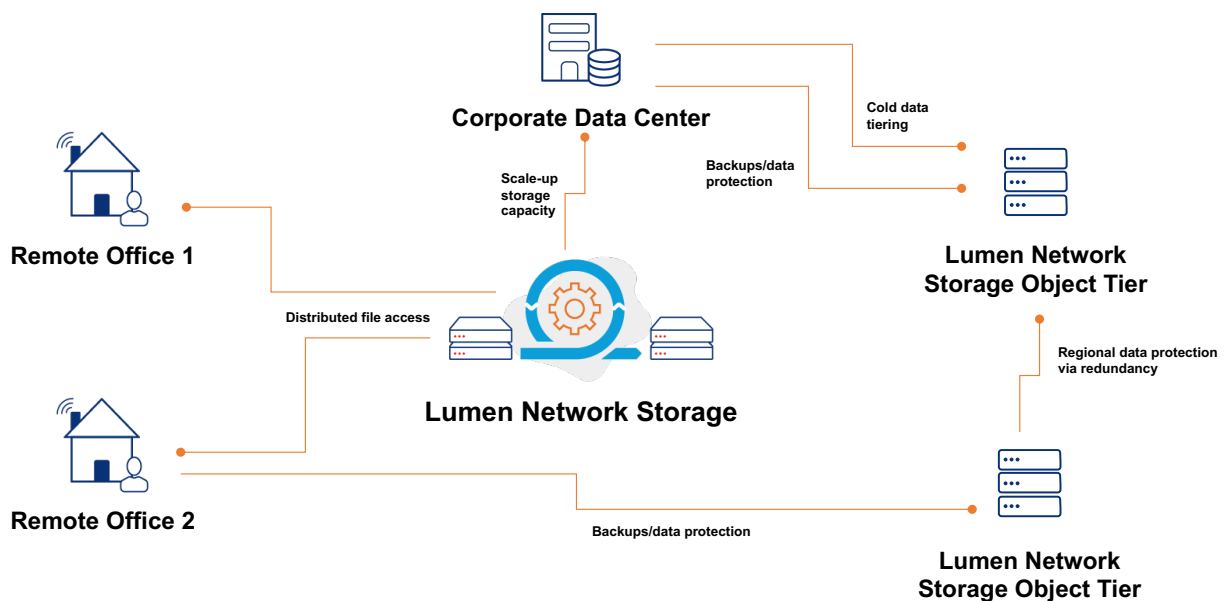 Corporate Data Center
Cold data
tiering
Backups/data
protection
Scale-up
storage
capacity
Remote Office 1
Lumen Network
Storage Object Tier
Distributed file access
Regional data protection
via redundancy
Lumen Network Storage
Remote Office 2
Backups/data protection
Lumen Network
Storage Object Tier